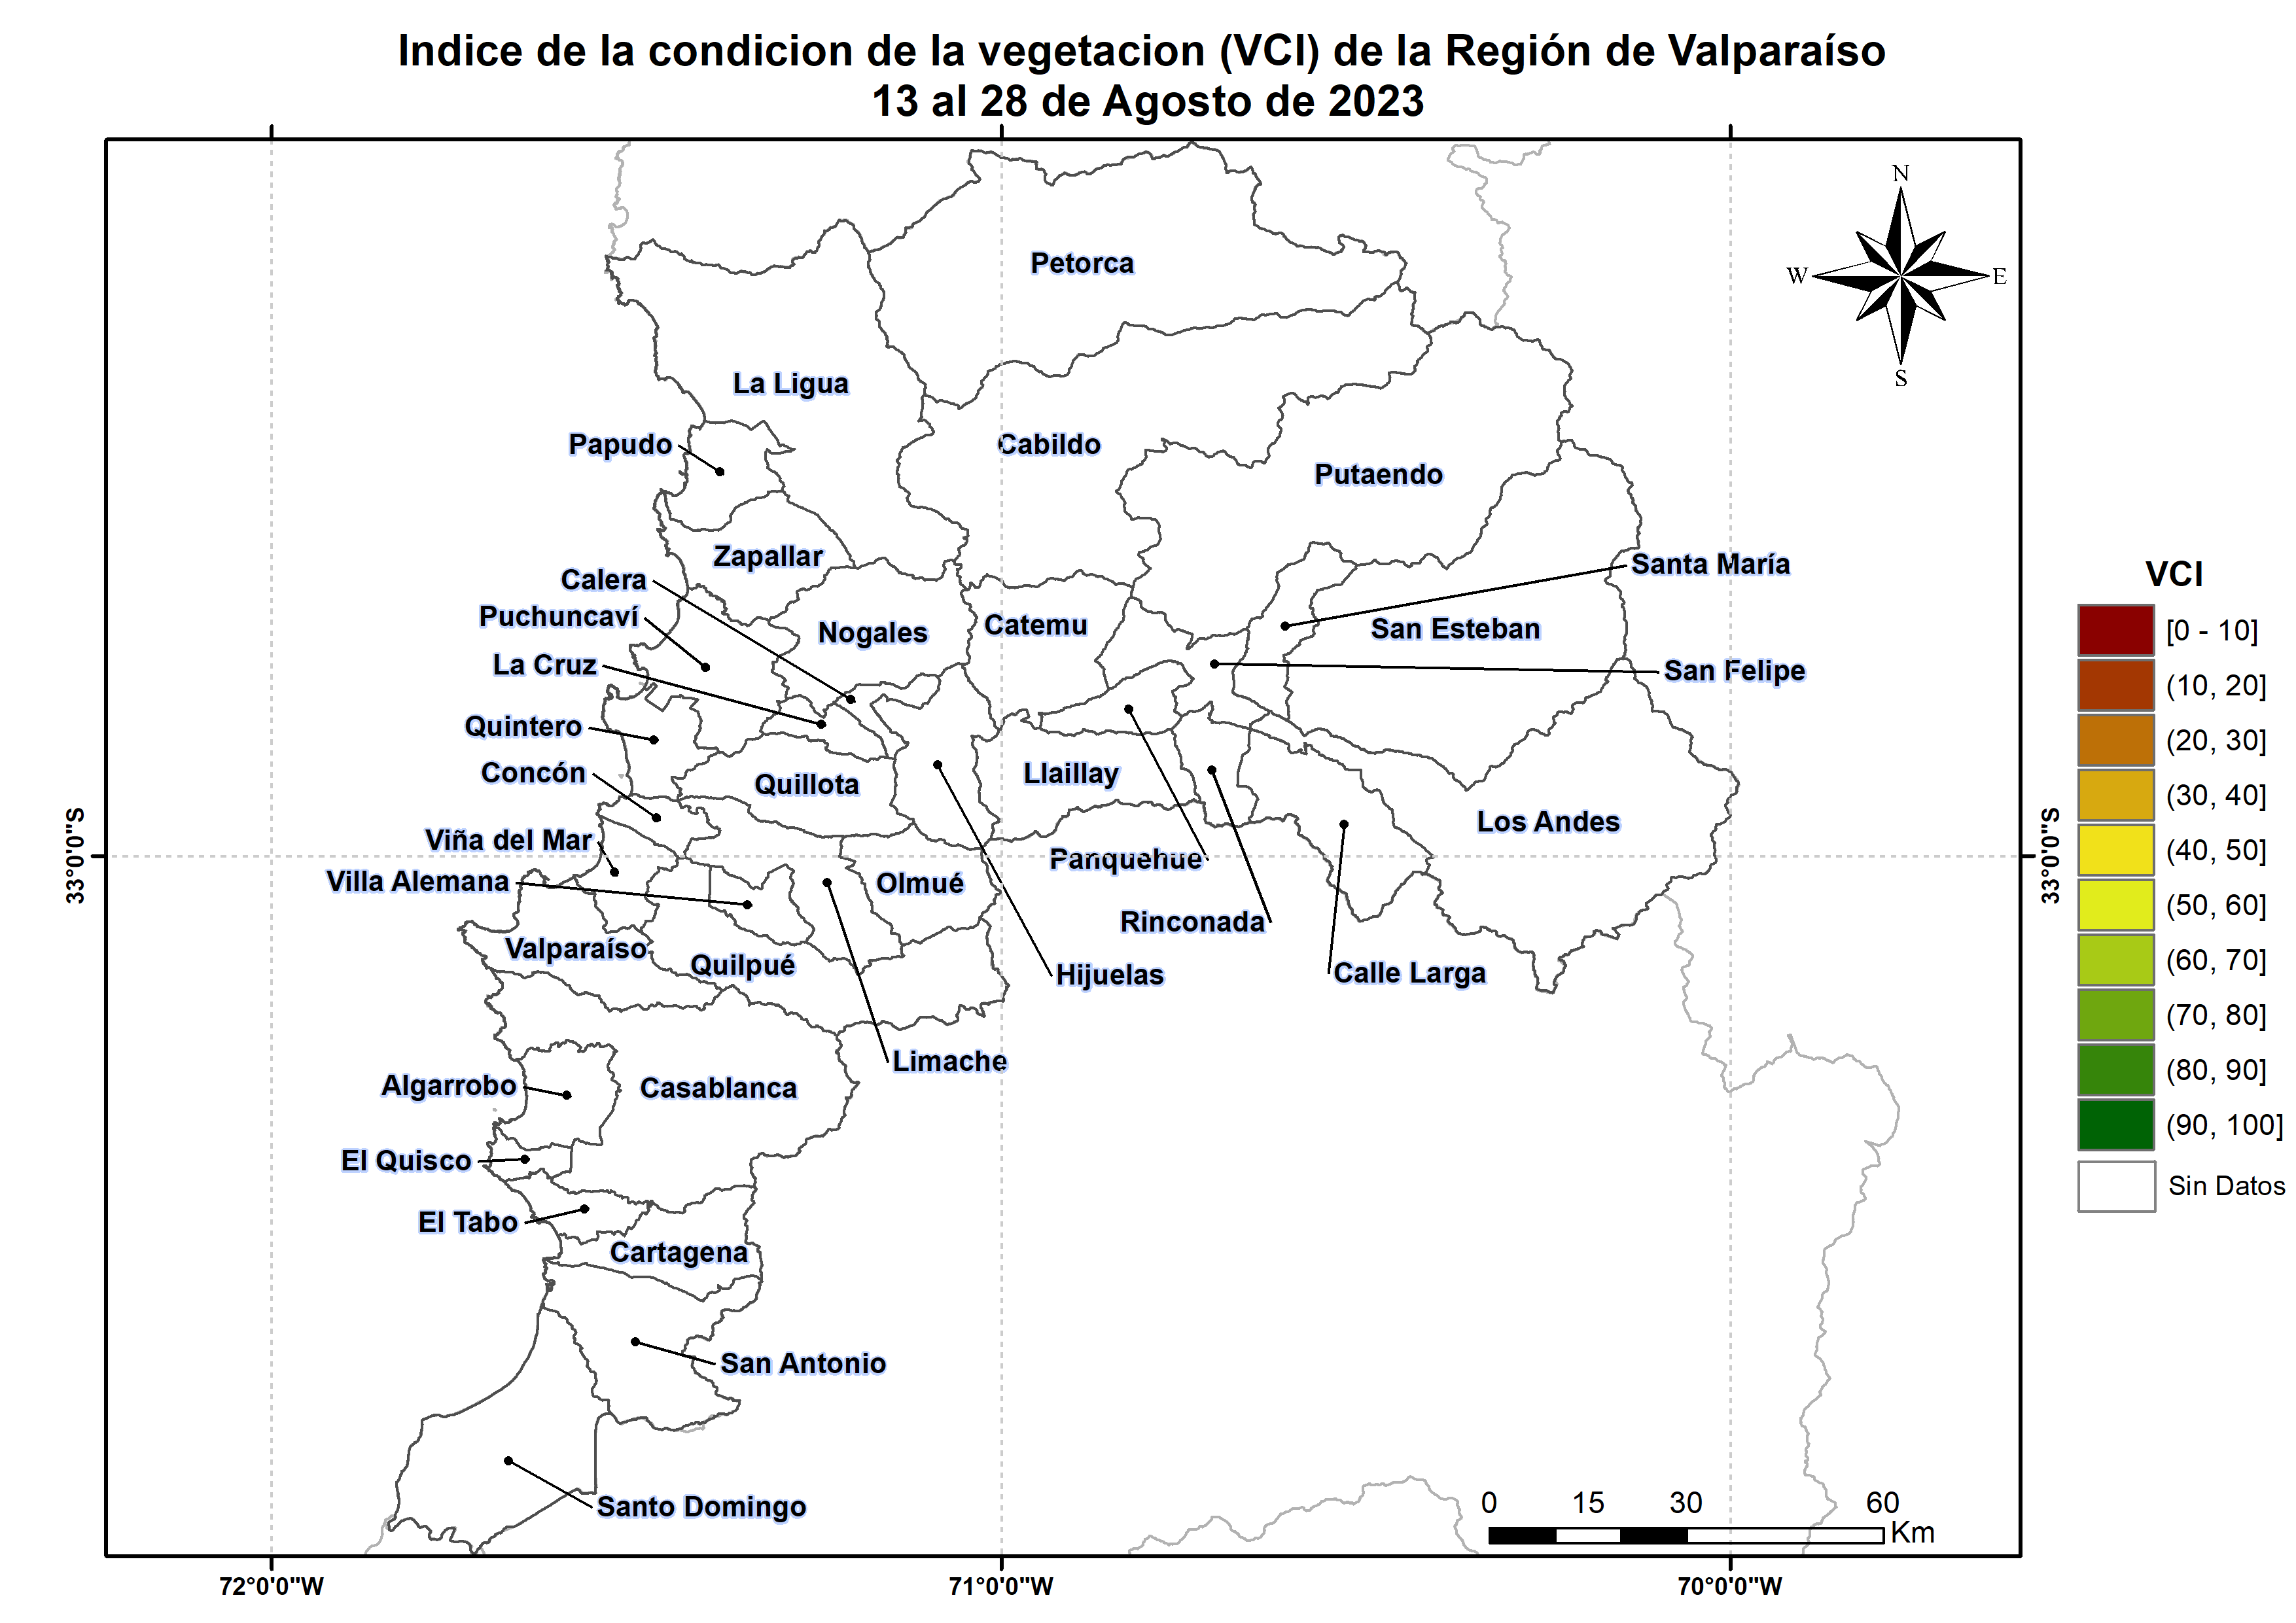 Indice de la condicion de la vegetacion (VCI) de la Región de Valparaíso
13 al 28 de Agosto de 2023
N
W
E
S
Petorca
La Ligua
Papudo
Cabildo
Putaendo
Zapallar
Santa María
Calera
Puchuncaví
Nogales
Catemu
San Esteban
La Cruz
San Felipe
Quintero
Concón
Quillota
Llaillay
Los Andes
Viña del Mar
Panquehue
Villa Alemana
Olmué
Rinconada
Valparaíso
Quilpué
Hijuelas
Calle Larga
Limache
Algarrobo
Casablanca
El Quisco
El Tabo
Cartagena
San Antonio
Santo Domingo
VCI
[0 - 10]
(10, 20]
(20, 30]
(30, 40]
(40, 50]
(50, 60]
(60, 70]
(70, 80]
(80, 90]
(90, 100]
Sin Datos
0 15 30 60
Km
33°0'0"S
33°0'0"S
72°0'0"W
71°0'0"W
70°0'0"W